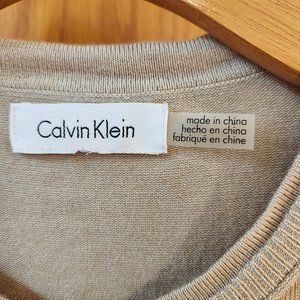 Calvin Klein
made in china
hecho en china
fabriqué en chine